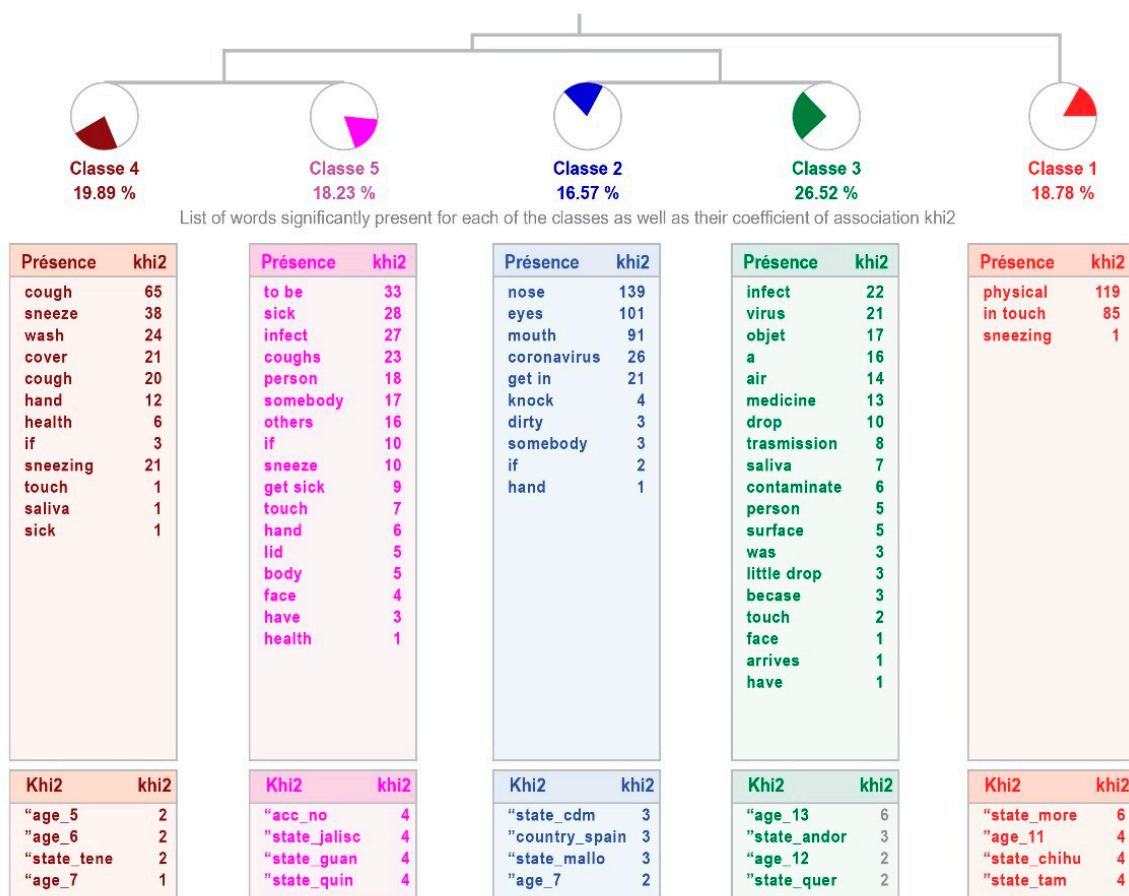 Classe 4
19.89 %
Classe 5
18.23 %
Classe 2
16.57 %
Classe 3
26.52 %
Classe 1
18.78 %
List of words significantly present for each of the classes as well as their coefficient of association khi2
Présence khi2
cough 65
sneeze 38
wash 24
cover 21
cough 20
hand 12
health 6
if 3
sneezing 21
touch 1
saliva 1
sick 1
Présence khi2
to be 33
sick 28
infect 27
coughs 23
person 18
somebody 17
others 16
if 10
sneeze 10
get sick 9
touch 7
hand 6
lid 5
body 5
face 4
have 3
health 1
Présence khi2
nose 139
eyes 101
mouth 91
coronavirus 26
get in 21
knock 4
dirty 3
somebody 3
if 2
hand 1
Présence khi2
infect 22
virus 21
objet 17
a 16
air 14
medicine 13
drop 10
trasmission 8
saliva 7
contaminate 6
person 5
surface 5
was 3
little drop 3
becase 3
touch 2
face 1
arrives 1
have 1
Présence khi2
physical 119
in touch 85
sneezing 1
Khi2 khi2
“age_5 2
”age_6 2
“state_tene 2
”age_7 1
Khi2 khi2
“acc_no 4
”state_jalisc 4
”state_guan 4
”state_quin 4
Khi2 khi2
“state_cdm 3
”country_spain 3
”state_mallo 3
”age_7 2
Khi2 khi2
“age_13 6
”state_andor 3
”age_12 2
“state_quer 2
Khi2 khi2
“state_more 6
”age_11 4
”state_chihu 4
”state_tam 4